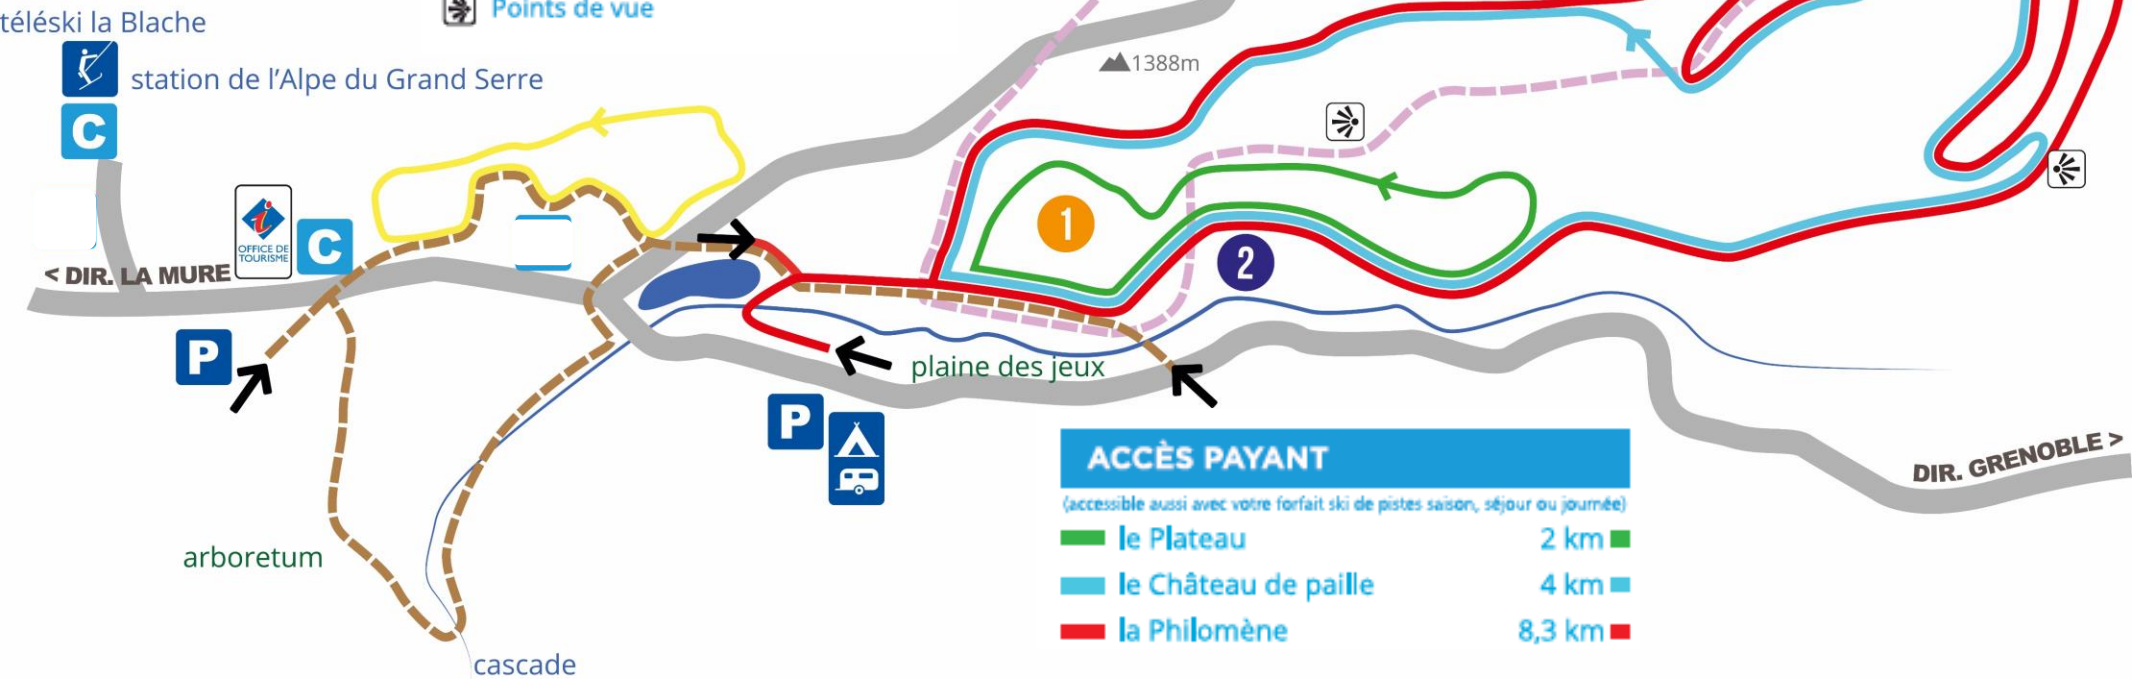 Points de vue
téléski la Blache
station de l'Alpe du Grand Serre
C
1388m
1
i
OFFICE DE
TOURISME
C
2
< DIR. LA MURE
P
plaine des jeux
P
DIR. GRENOBLE >
ACCÈS PAYANT
(accessible aussi avec votre forfait ski de pistes saison, séjour ou journée)
le Plateau 2 km
arboretum
le Château de paille 4 km
la Philomène 8,3 km
cascade